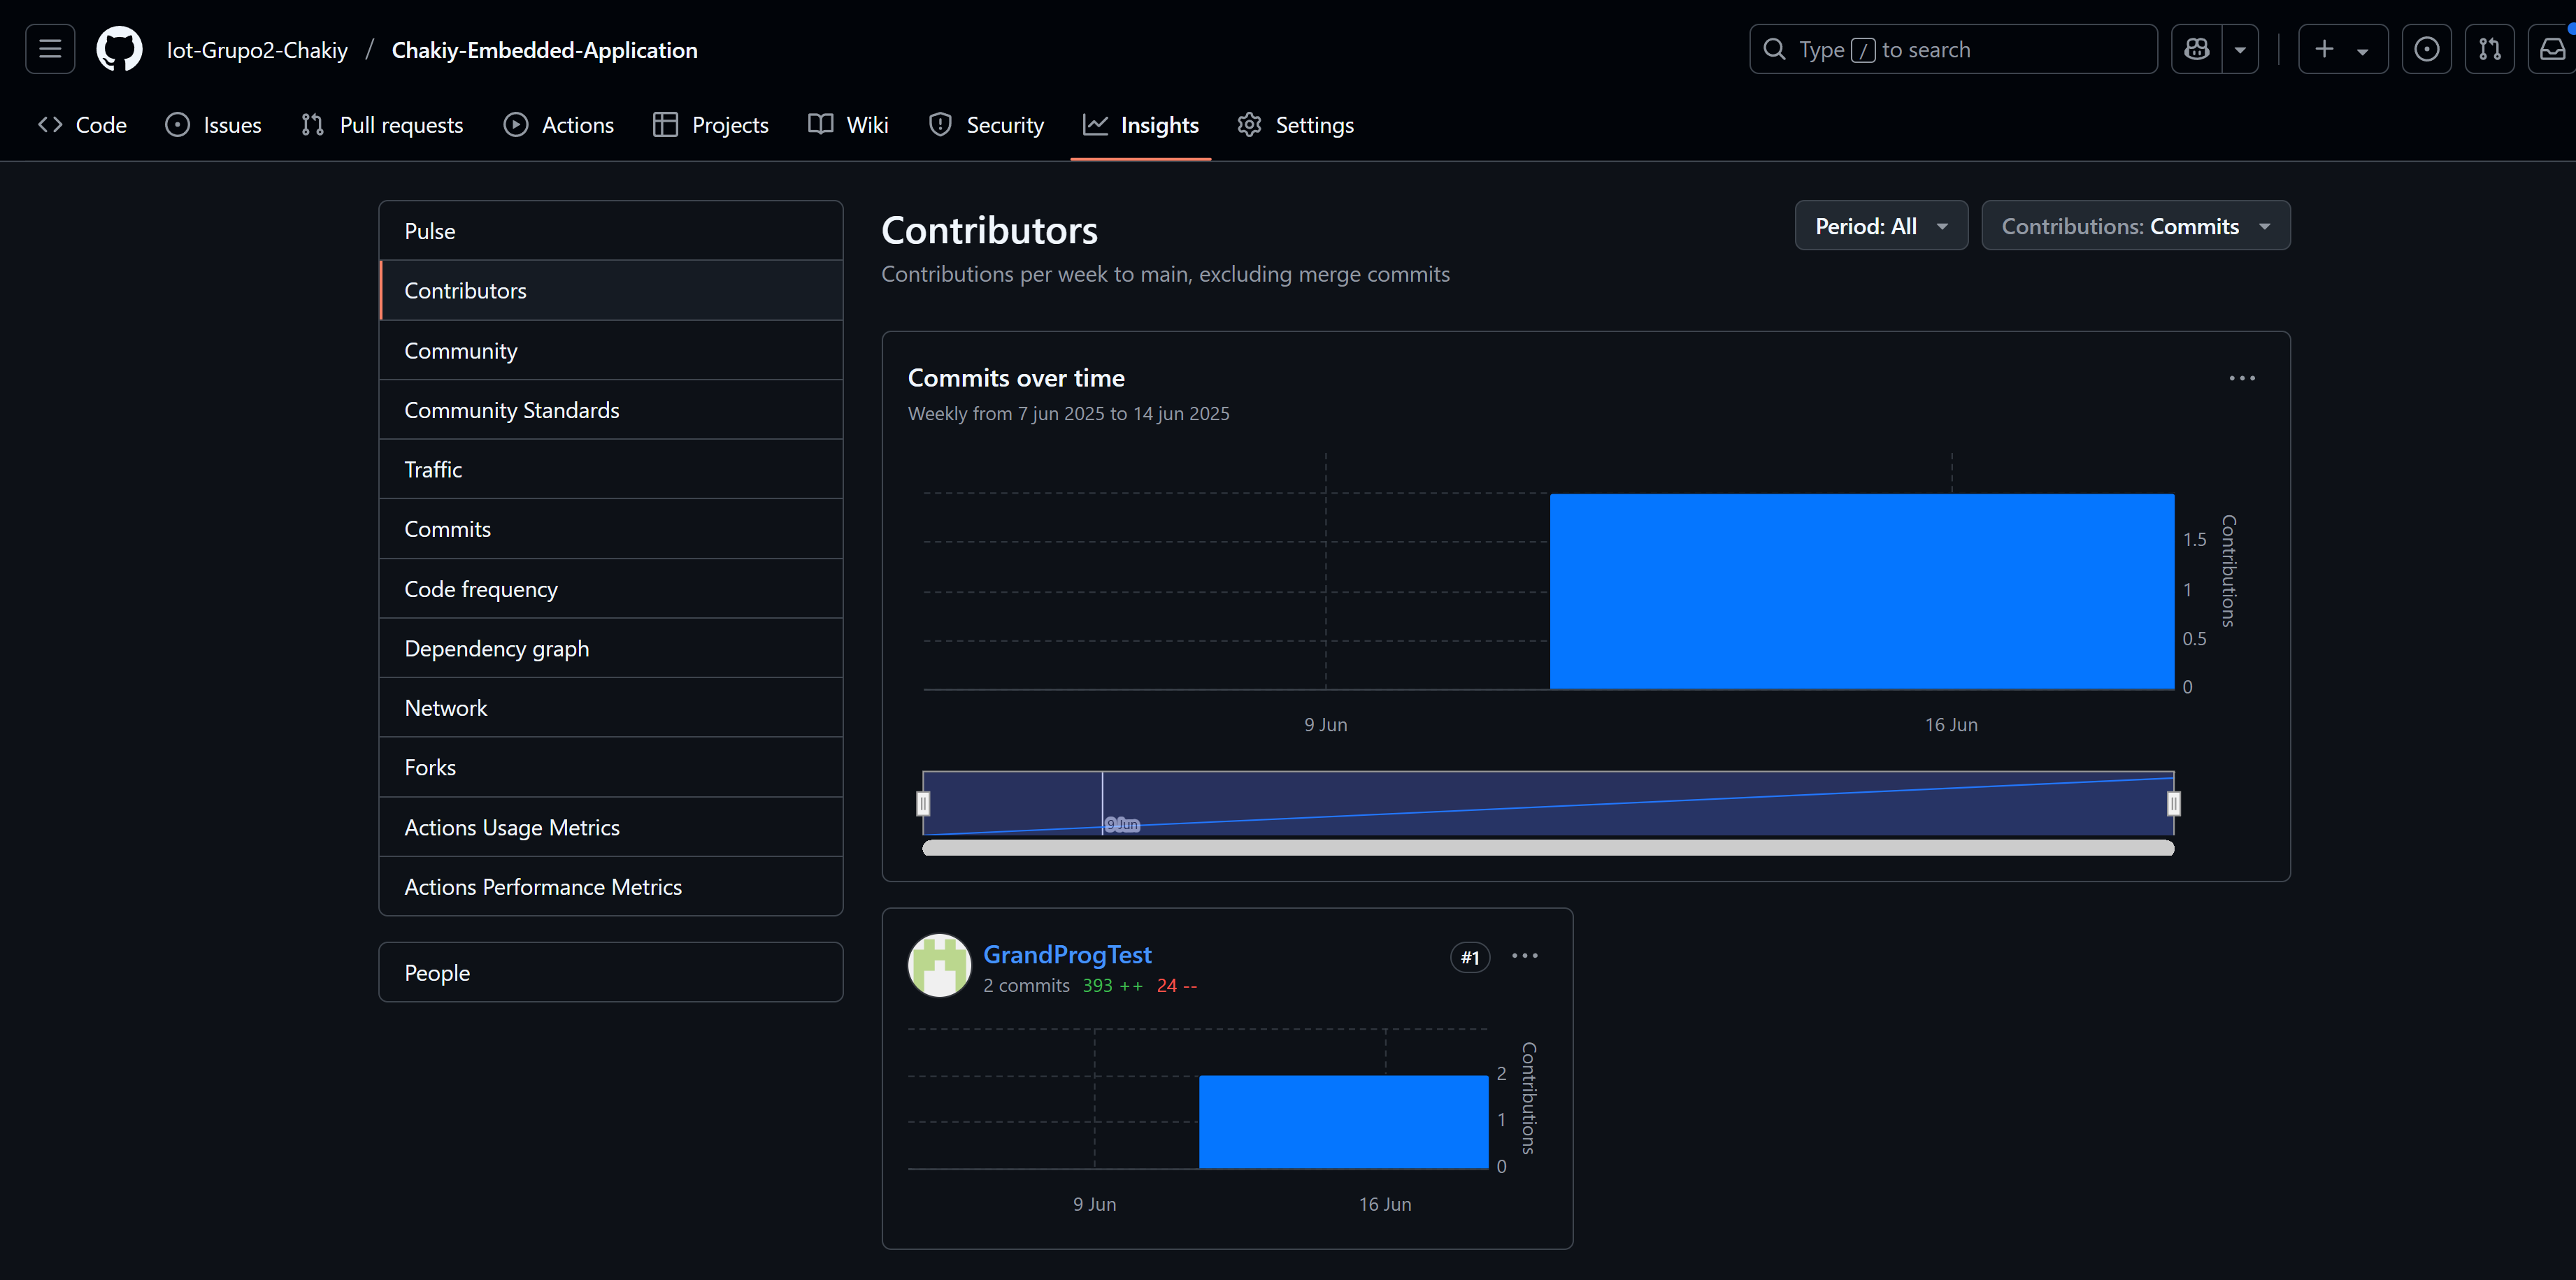 Iot-Grupo2-Chakiy / Chakiy-Embedded-Application
Type / to search
Code Issues Pull requests Actions Projects Wiki Security Insights Settings
Pulse
Contributors
Community
Community Standards
Traffic
Commits
Code frequency
Dependency graph
Network
Forks
Actions Usage Metrics
Actions Performance Metrics
People
Contributors
Contributions per week to main, excluding merge commits
Period: All
Contributions: Commits
Commits over time
Weekly from 7 jun 2025 to 14 jun 2025
1.5
1
0.5
0
Contributions
9 Jun 16 Jun
9 Jun
GrandProgTest
2 commits 393 ++ 24 --
#1
2
1
0
Contributions
9 Jun 16 Jun